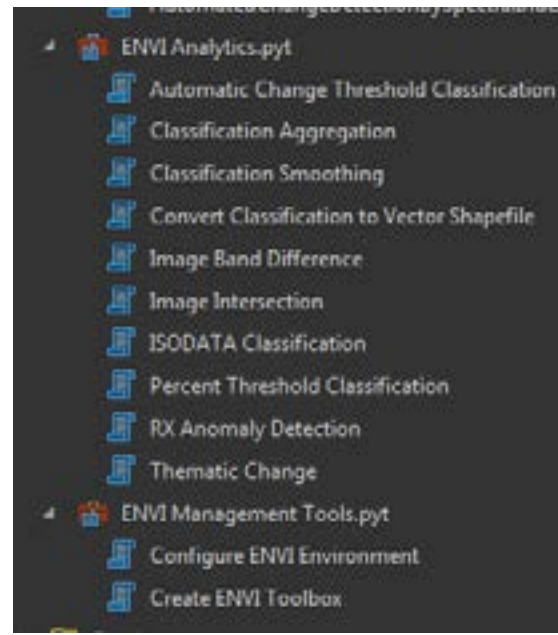 ENVI Analytics.pyt
Automatic Change Threshold Classification
Classification Aggregation
Classification Smoothing
Convert Classification to Vector Shapefile
Image Band Difference
Image Intersection
ISODATA Classification
Percent Threshold Classification
RX Anomaly Detection
Thematic Change
ENVI Management Tools.pyt
Configure ENVI Environment
Create ENVI Toolbox